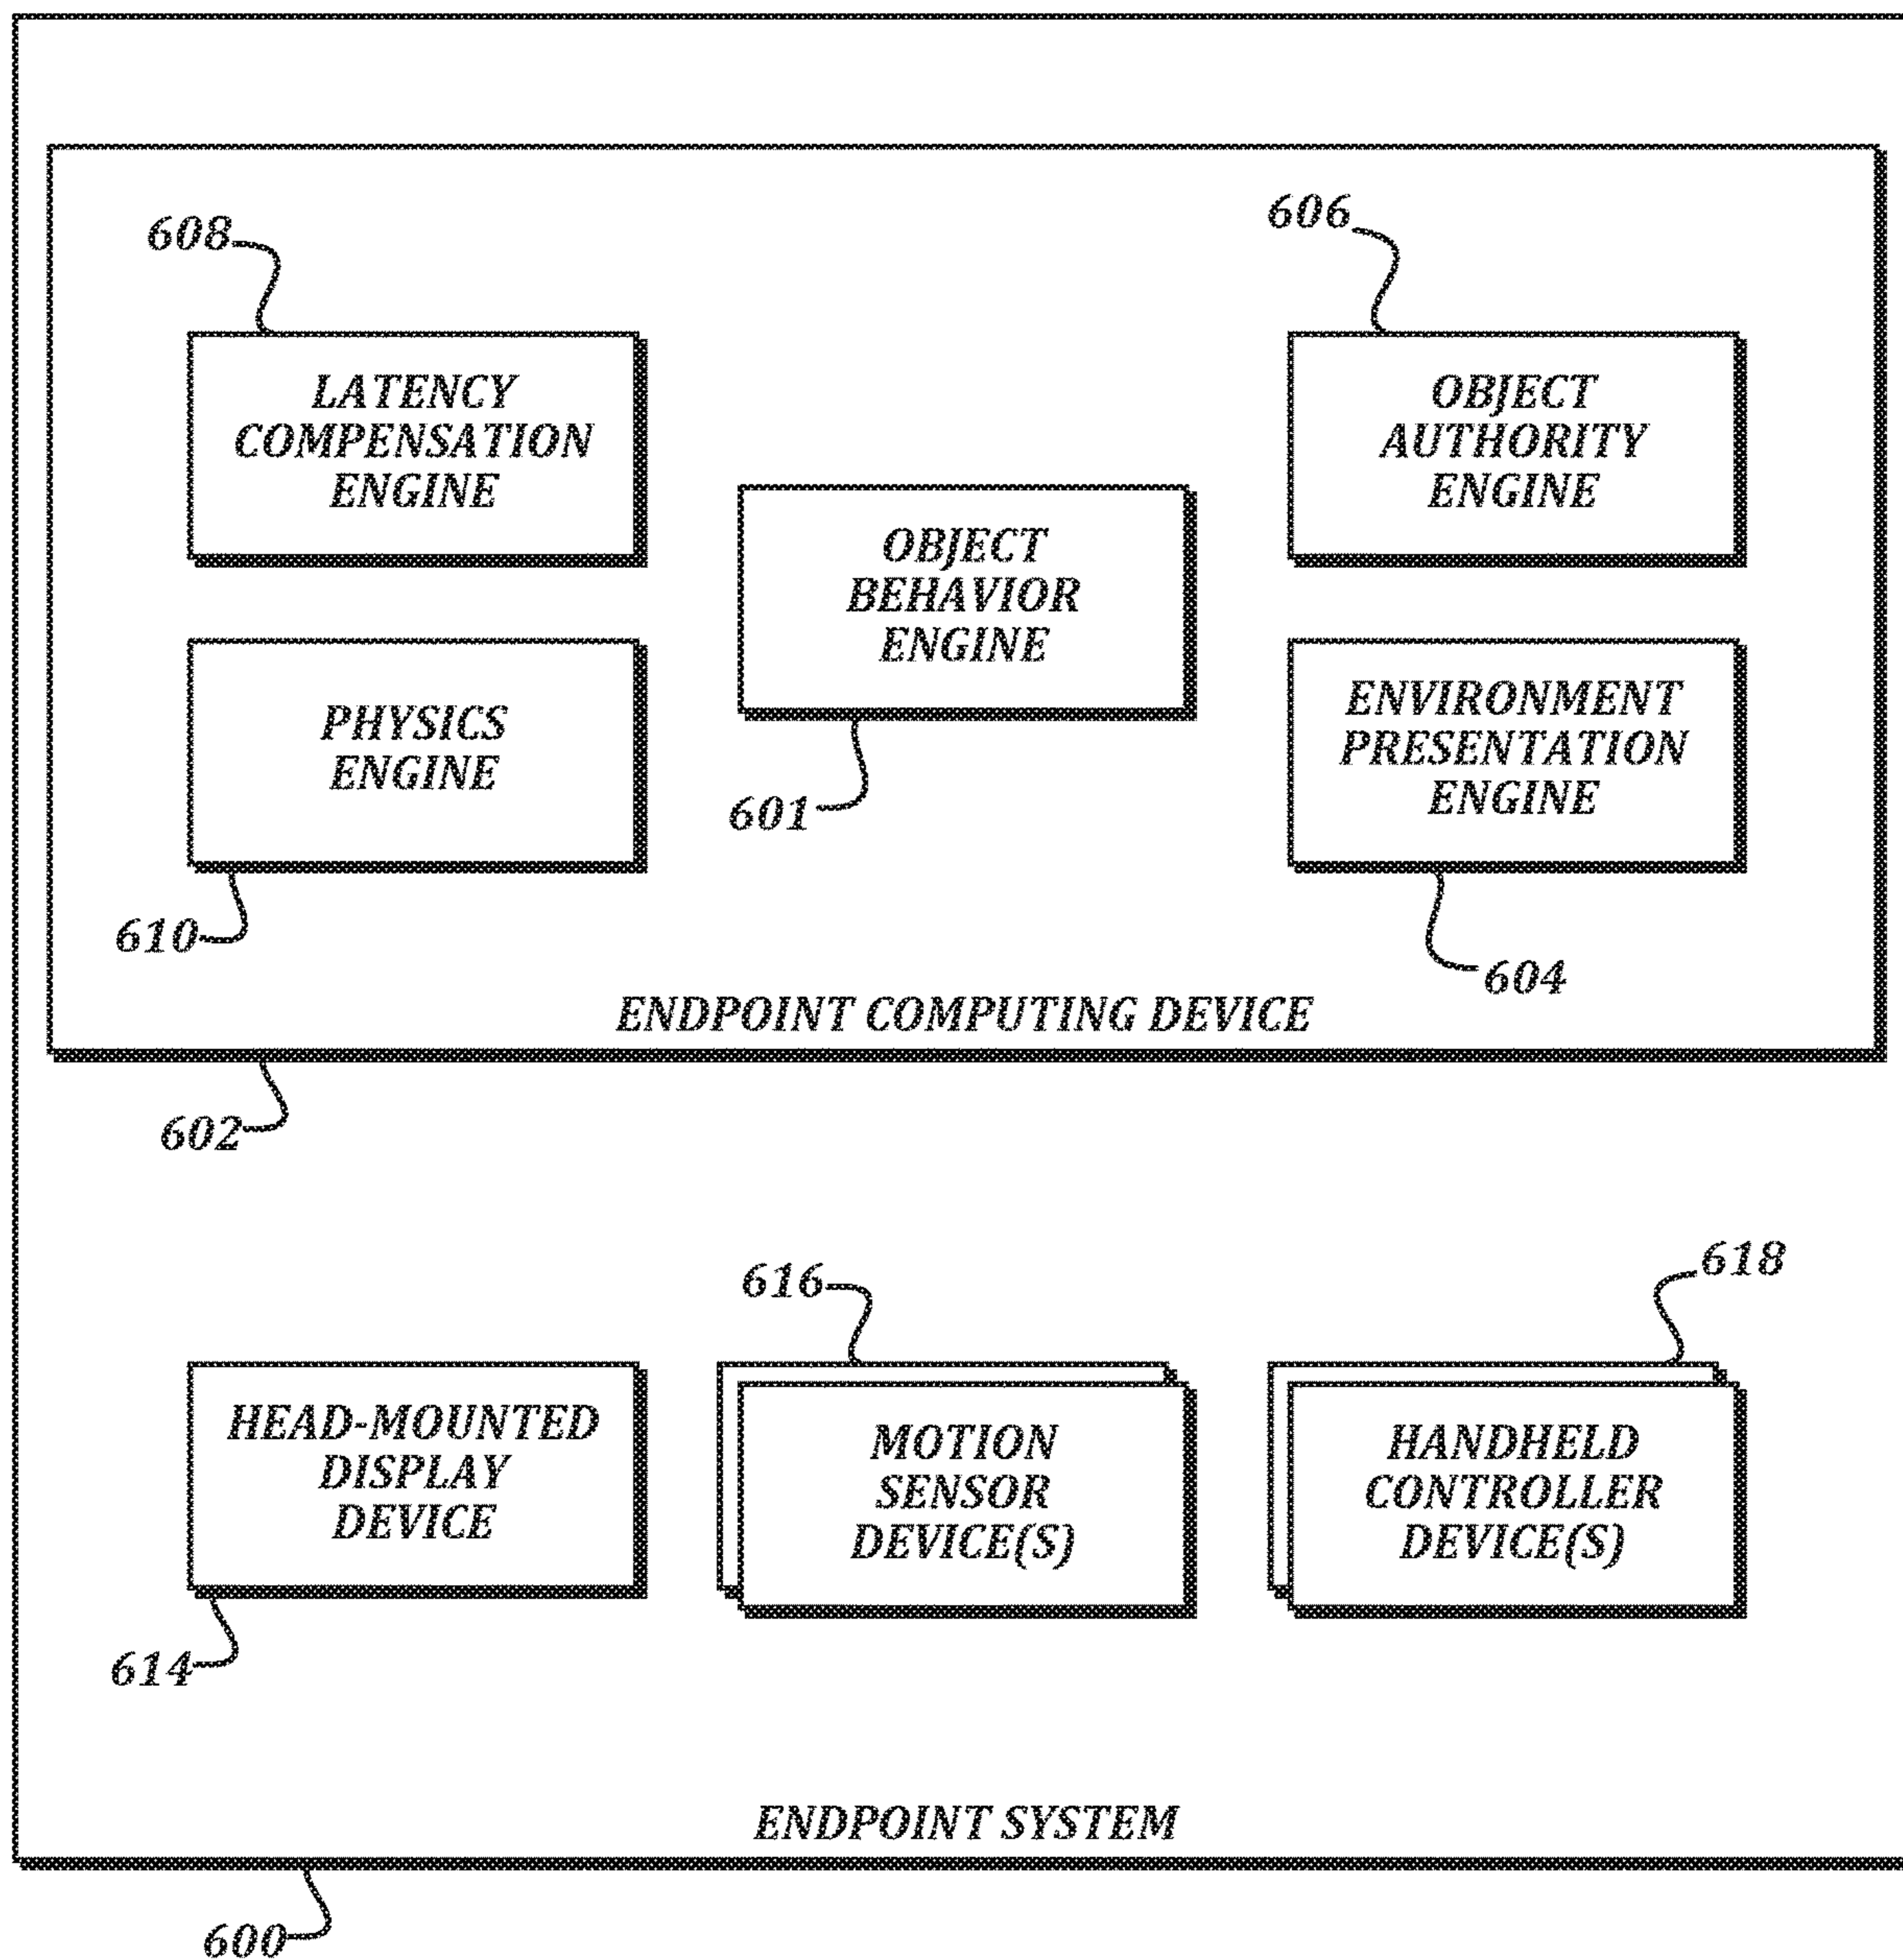 608
606
LATENCY
COMPENSATION
ENGINE
OBJECT
AUTHORITY
ENGINE
OBJECT
BEHAVIOR
ENGINE
PHYSICS
ENGINE
ENVIRONMENT
PRESENTATION
ENGINE
601
610
604
ENDPOINT COMPUTING DEVICE
602
616
618
HEAD-MOUNTED
DISPLAY
DEVICE
MOTION
SENSOR
DEVICE(S)
HANDHELD
CONTROLLER
DEVICE(S)
614
ENDPOINT SYSTEM
600